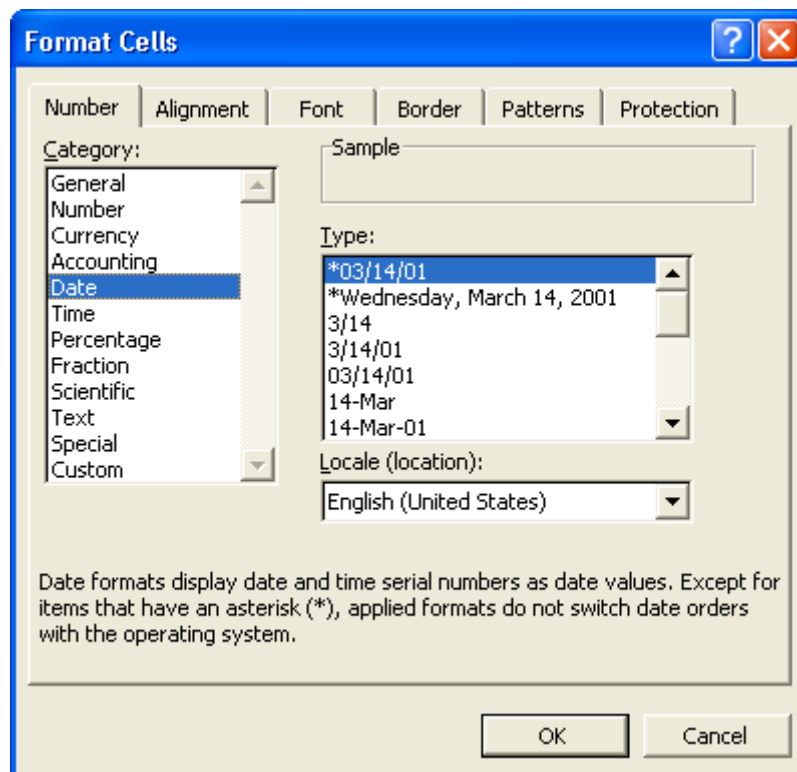 Format Cells
Number Alignment Font Border Patterns Protection
Category:
General
Number
Currency
Accounting
Date
Time
Percentage
Fraction
Scientific
Text
Special
Custom
Sample
Type:
*03/14/01
*Wednesday, March 14, 2001
3/14
3/14/01
03/14/01
14-Mar
14-Mar-01
Locale (location):
English (United States)
Date formats display date and time serial numbers as date values. Except for
items that have an asterisk (*), applied formats do not switch date orders
with the operating system.
OK Cancel